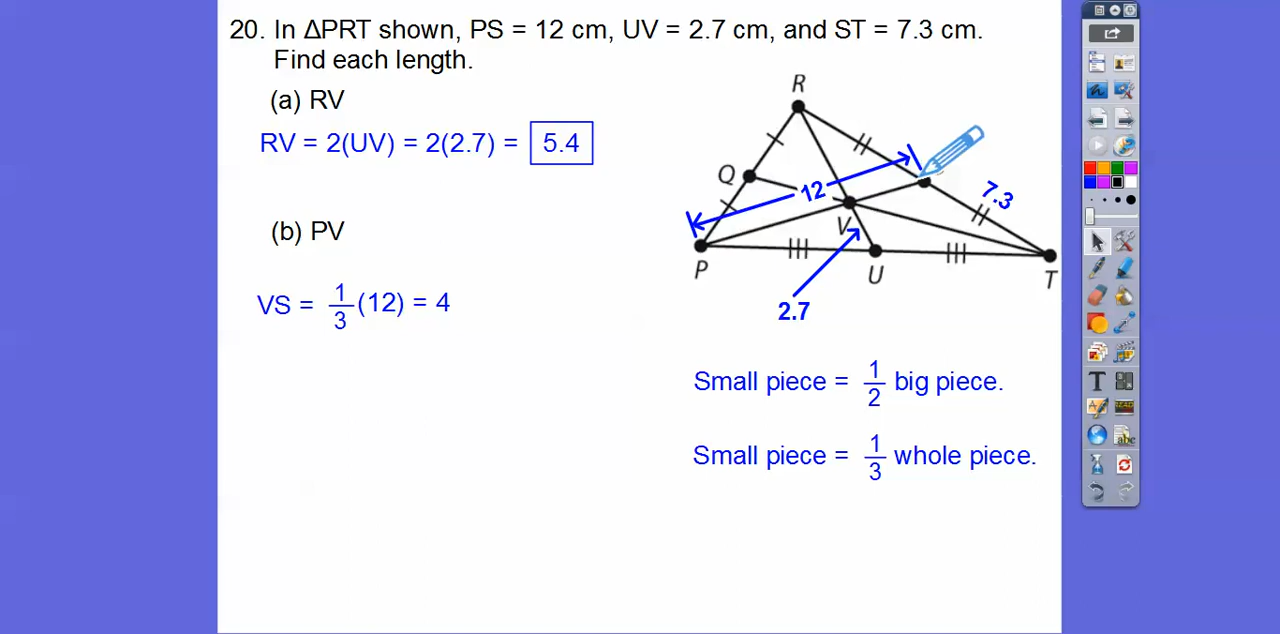 20. In ΔPRT shown, PS = 12 cm, UV = 2.7 cm, and ST = 7.3 cm.
Find each length.
(a) RV
RV = 2(UV) = 2(2.7) = 5.4
(b) PV
VS = 1/3 (12) = 4
R
Q
12
7.3
V
P
U
T
2.7
Small piece = 1/2 big piece.
Small piece = 1/3 whole piece.